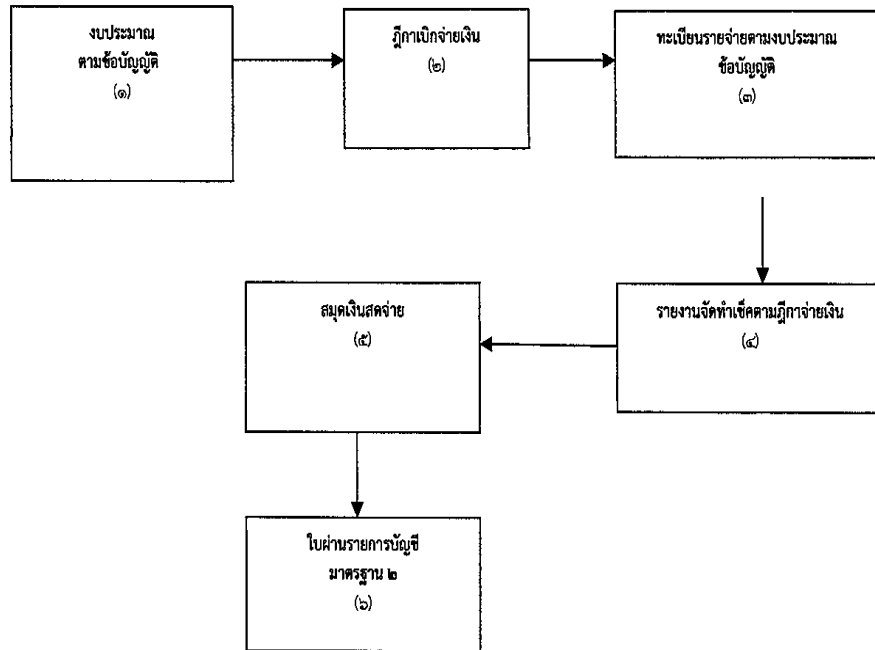 งบประมาณ
ตามข้อบัญญัติ
(๑)
ฎีกาเบิกจ่ายเงิน
(๒)
ทะเบียนรายจ่ายตามงบประมาณ
ข้อบัญญัติ
(๓)
รายงานจัดทำเช็คตามฎีกาจ่ายเงิน
(๔)
สมุดเงินสดจ่าย
(๕)
ใบผ่านรายการบัญชี
มาตรฐาน ๒
(๖)